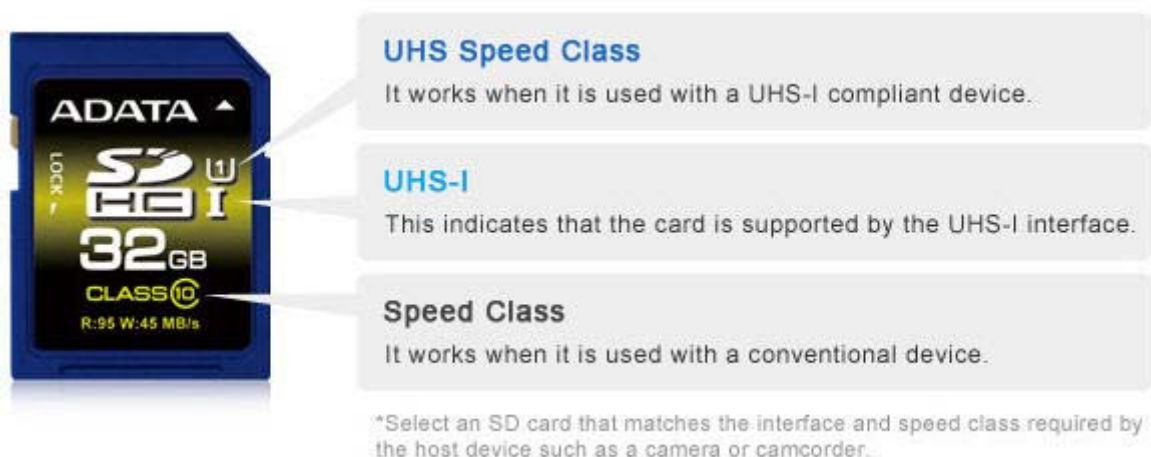 ADATA
LOCK
SD HC I
U1
32GB
CLASS 10
R:95 W:45 MB/s
UHS Speed Class
It works when it is used with a UHS-I compliant device.
UHS-I
This indicates that the card is supported by the UHS-I interface.
Speed Class
It works when it is used with a conventional device.
*Select an SD card that matches the interface and speed class required by
the host device such as a camera or camcorder.